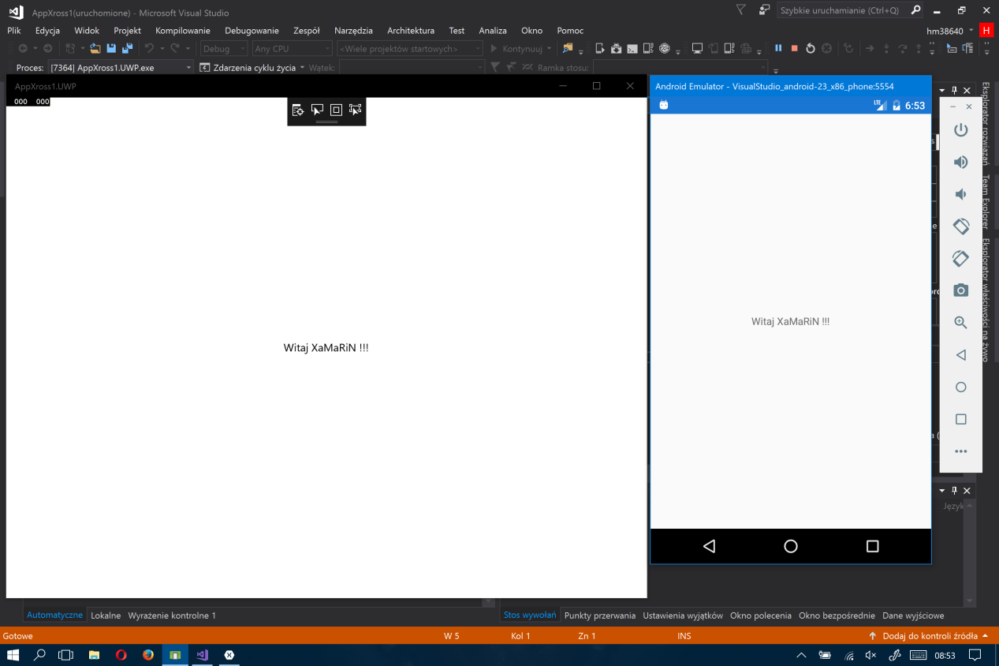 AppXross1(uruchomione) - Microsoft Visual Studio
Szybkie uruchamianie (Ctrl+Q)
Plik Edycja Widok Projekt Kompilowanie Debugowanie Zespół Narzędzia Architektura Test Analiza Okno Pomoc
hm38640 H
Debug Any CPU <Wiele projektów startowych> Kontynuuj
Proces: [7364] AppXross1.UWP.exe Zdarzenia cyklu życia Wątek: Ramka stosu:
AppXross1.UWP
000 000
Witaj XaMaRiN !!!
Android Emulator - VisualStudio_android-23_x86_phone:5554
LTE 6:53
Witaj XaMaRiN !!!
Eksplorator rozwiązań
Team Explorer
Eksplorator właściwości na żywo
Język
Automatyczne Lokalne Wyrażenie kontrolne 1
Stos wywołań Punkty przerwania Ustawienia wyjątków Okno polecenia Okno bezpośrednie Dane wyjściowe
Gotowe W 5 Kol 1 Zn 1 INS Dodaj do kontroli źródła
08:53